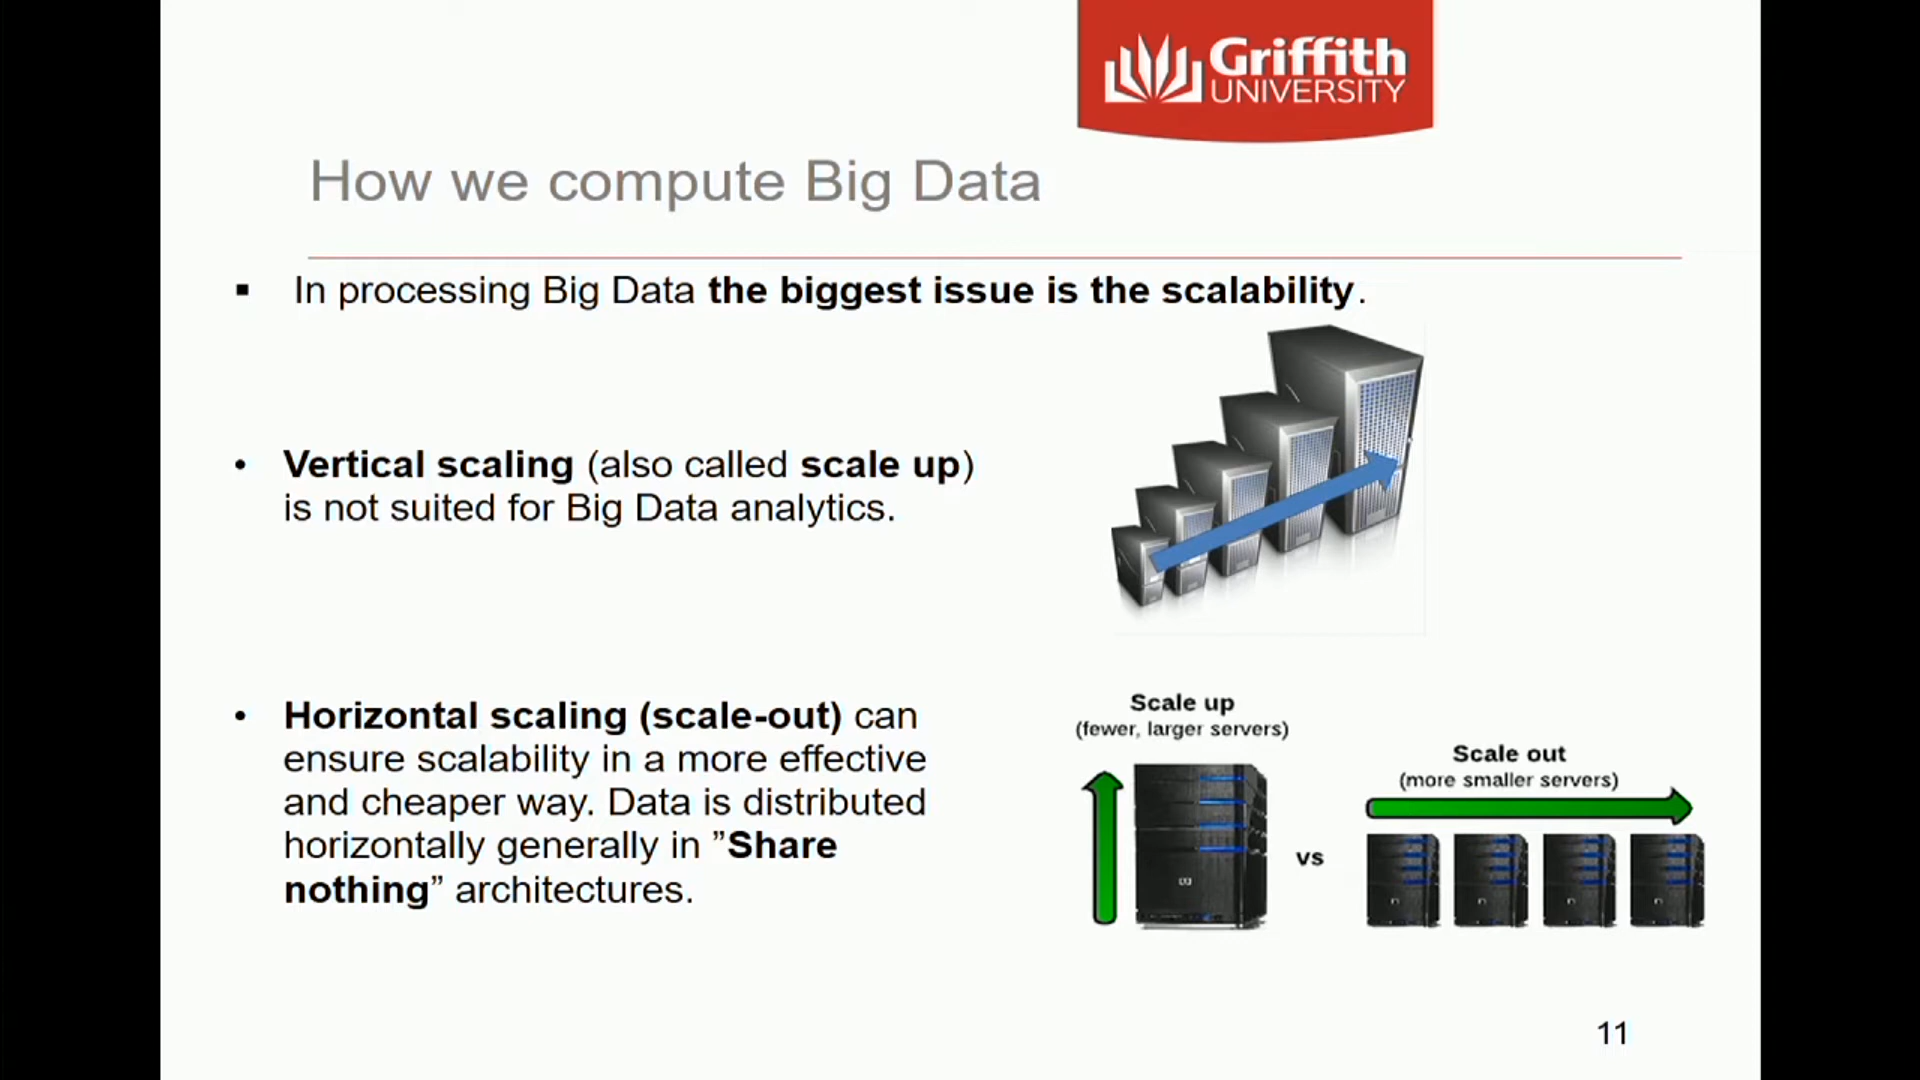 Griffith
UNIVERSITY
How we compute Big Data
▪ In processing Big Data the biggest issue is the scalability.
• Vertical scaling (also called scale up)
is not suited for Big Data analytics.
• Horizontal scaling (scale-out) can
ensure scalability in a more effective
and cheaper way. Data is distributed
horizontally generally in ”Share
nothing” architectures.
Scale up
(fewer, larger servers)
vs
Scale out
(more smaller servers)
11